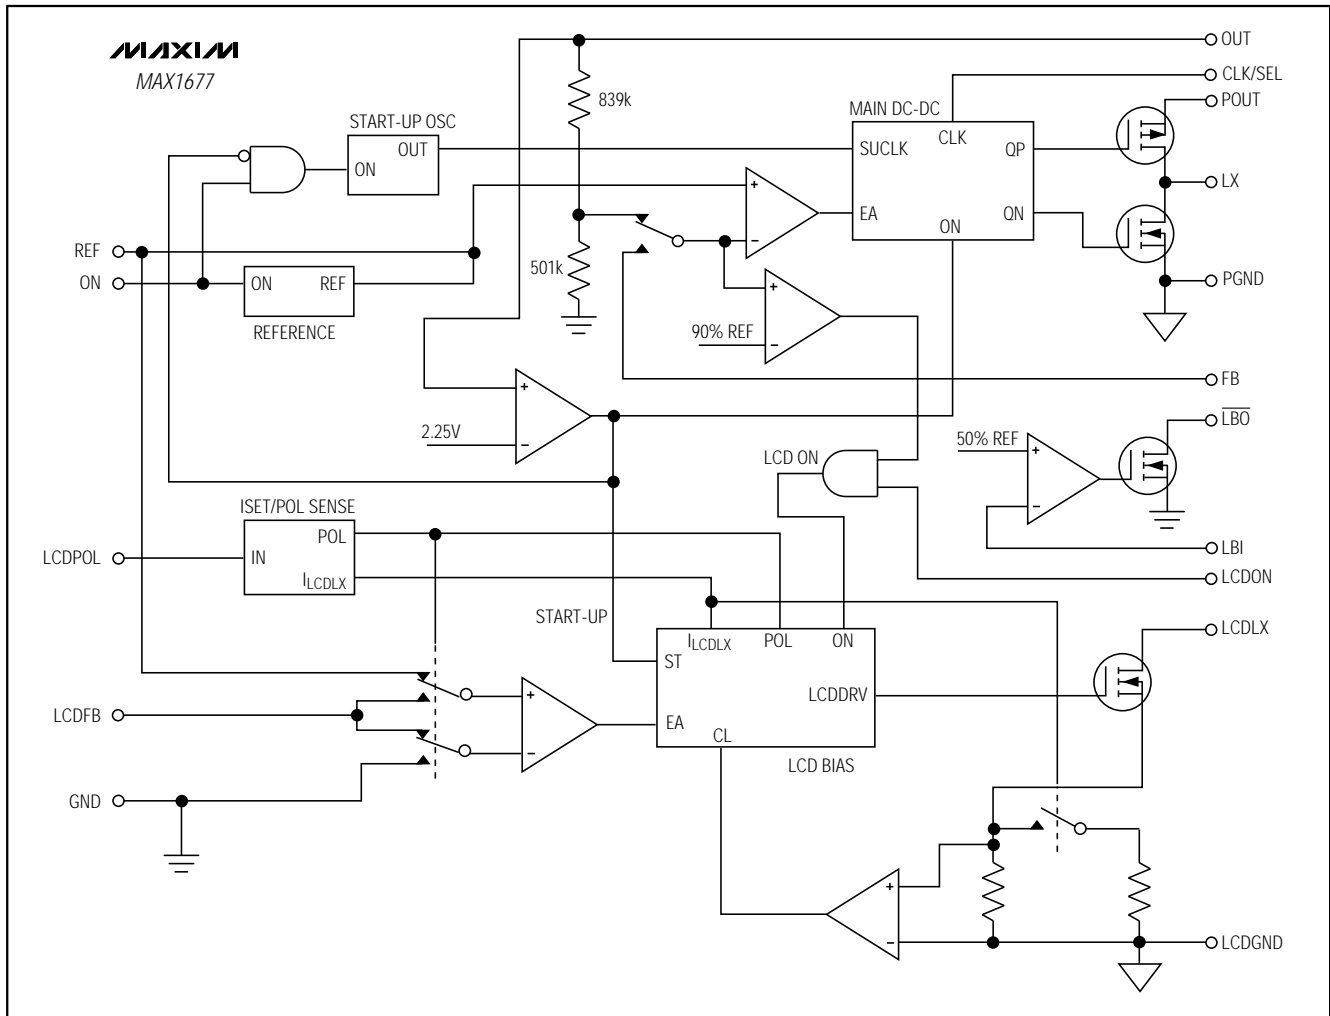 MAXIM
MAX1677
OUT
CLK/SEL
POUT
839k
MAIN DC-DC
START-UP OSC
OUT
ON
SUCLK
CLK
QP
LX
EA
QN
ON
+
−
REF
ON
ON
REF
REFERENCE
501k
PGND
+
90% REF
−
FB
+
2.25V
−
LBO
50% REF
+
−
LCD ON
ISET/POL SENSE
POL
LCDPOL
IN
ILCDLX
LBI
LCDON
START-UP
ILCDLX
POL
ON
LCDLX
ST
LCDDRV
EA
CL
LCD BIAS
LCDFB
+
−
GND
+
−
LCDGND